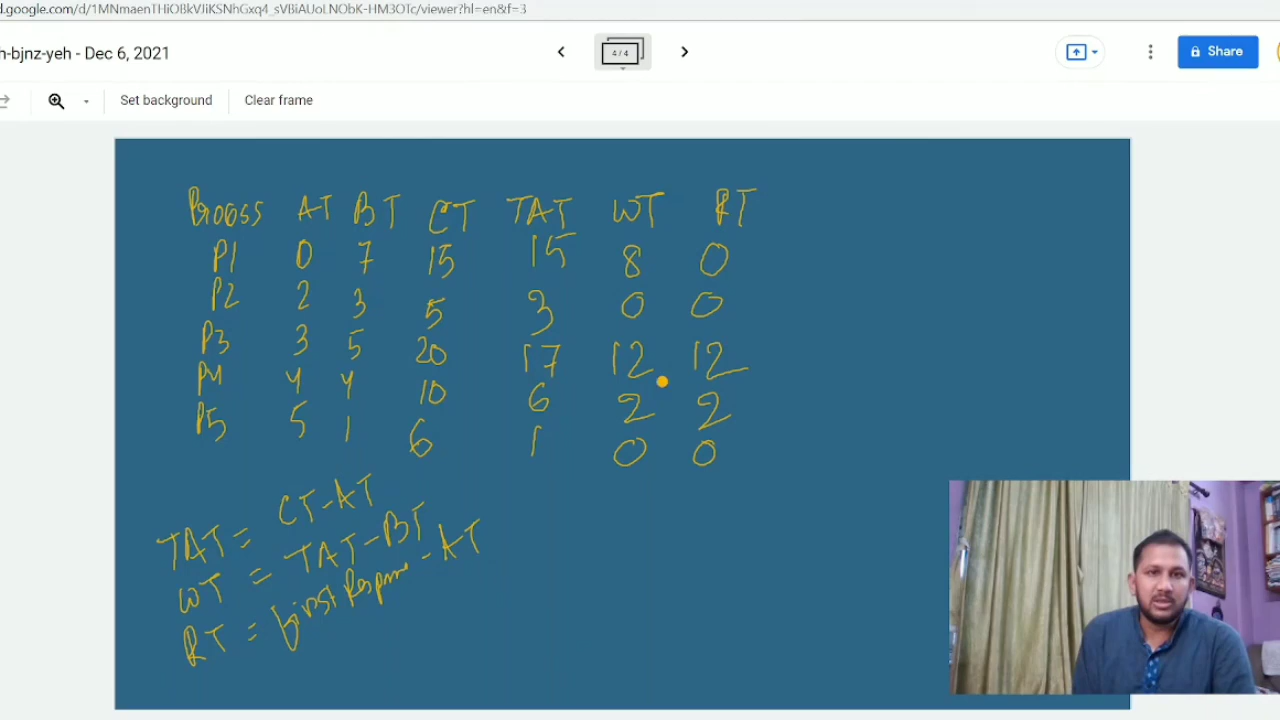 d.google.com/d/1MNmaenTHiOBkVJiKSNhGxq4_sVBiAUoLNObK-HM3OTc/viewer?hl=en&f=3
h-bjnz-yeh - Dec 6, 2021
4 / 4
Share
Set background
Clear frame
Process AT BT CT TAT WT RT
P1 0 7 15 15 8 0
P2 2 3 5 3 0 0
P3 3 5 20 17 12 12
P4 4 4 10 6 2 2
P5 5 1 6 1 0 0
TAT = CT-AT
WT = TAT-BT
RT = First Response - AT